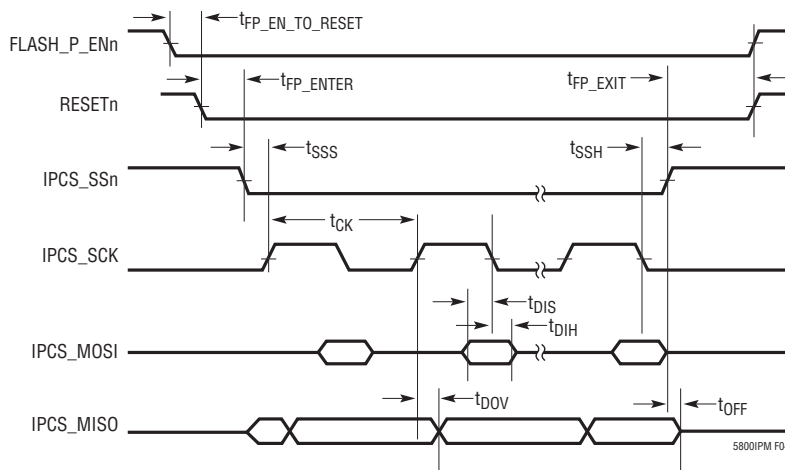 tFP_EN_TO_RESET
FLASH_P_ENn
tFP_ENTER
tFP_EXIT
RESETn
tSSS
tSSH
IPCS_SSn
tCK
IPCS_SCK
tDIS
tDIH
IPCS_MOSI
tDOV
tOFF
IPCS_MISO
5800IPM F0